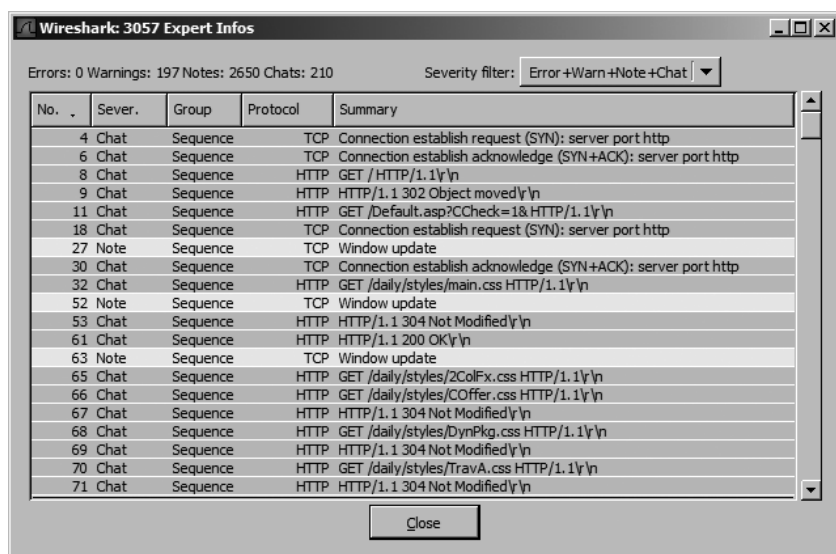 Wireshark: 3057 Expert Infos
Errors: 0 Warnings: 197 Notes: 2650 Chats: 210 Severity filter: Error+Warn+Note+Chat
No. Sever. Group Protocol Summary
4 Chat Sequence TCP Connection establish request (SYN): server port http
6 Chat Sequence TCP Connection establish acknowledge (SYN+ACK): server port http
8 Chat Sequence HTTP GET / HTTP/1.1\r\n
9 Chat Sequence HTTP HTTP/1.1 302 Object moved\r\n
11 Chat Sequence HTTP GET /Default.asp?CCheck=1& HTTP/1.1\r\n
18 Chat Sequence TCP Connection establish request (SYN): server port http
27 Note Sequence TCP Window update
30 Chat Sequence TCP Connection establish acknowledge (SYN+ACK): server port http
32 Chat Sequence HTTP GET /daily/styles/main.css HTTP/1.1\r\n
52 Note Sequence TCP Window update
53 Chat Sequence HTTP HTTP/1.1 304 Not Modified\r\n
61 Chat Sequence HTTP HTTP/1.1 200 OK\r\n
63 Note Sequence TCP Window update
65 Chat Sequence HTTP GET /daily/styles/2ColFx.css HTTP/1.1\r\n
66 Chat Sequence HTTP GET /daily/styles/COffer.css HTTP/1.1\r\n
67 Chat Sequence HTTP HTTP/1.1 304 Not Modified\r\n
68 Chat Sequence HTTP GET /daily/styles/DynPkg.css HTTP/1.1\r\n
69 Chat Sequence HTTP HTTP/1.1 304 Not Modified\r\n
70 Chat Sequence HTTP GET /daily/styles/TravA.css HTTP/1.1\r\n
71 Chat Sequence HTTP HTTP/1.1 304 Not Modified\r\n
Close